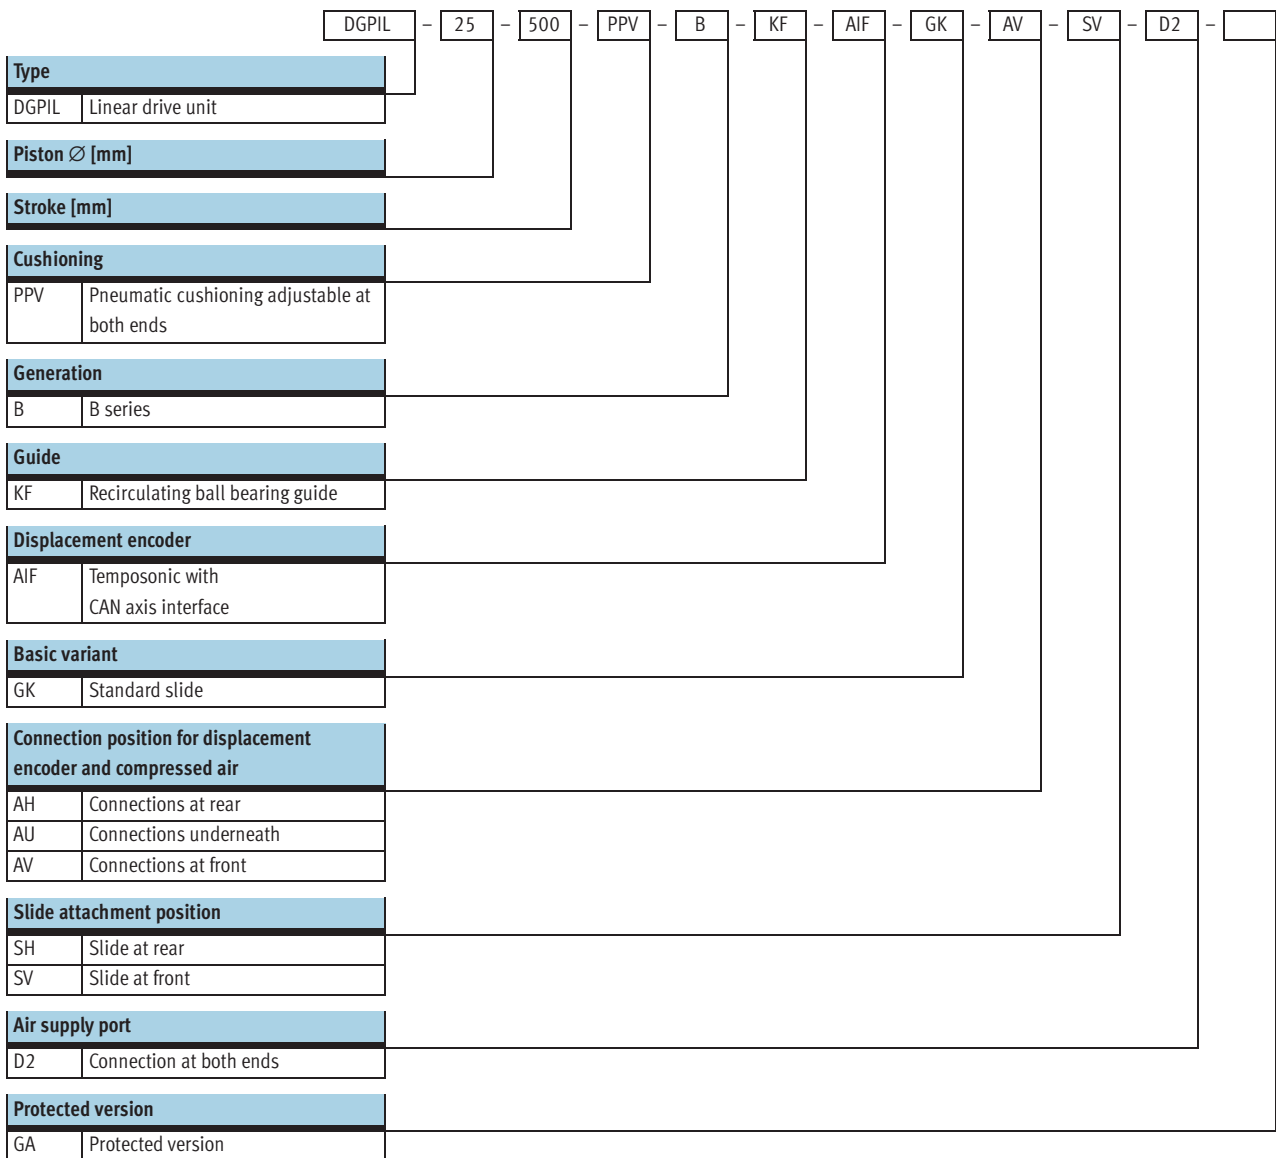 DGPIL – 25 – 500 – PPV – B – KF – AIF – GK – AV – SV – D2 –
Type
DGPIL Linear drive unit
Piston ∅ [mm]
Stroke [mm]
Cushioning
PPV Pneumatic cushioning adjustable at
both ends
Generation
B B series
Guide
KF Recirculating ball bearing guide
Displacement encoder
AIF Temposonic with
CAN axis interface
Basic variant
GK Standard slide
Connection position for displacement
encoder and compressed air
AH Connections at rear
AU Connections underneath
AV Connections at front
Slide attachment position
SH Slide at rear
SV Slide at front
Air supply port
D2 Connection at both ends
Protected version
GA Protected version